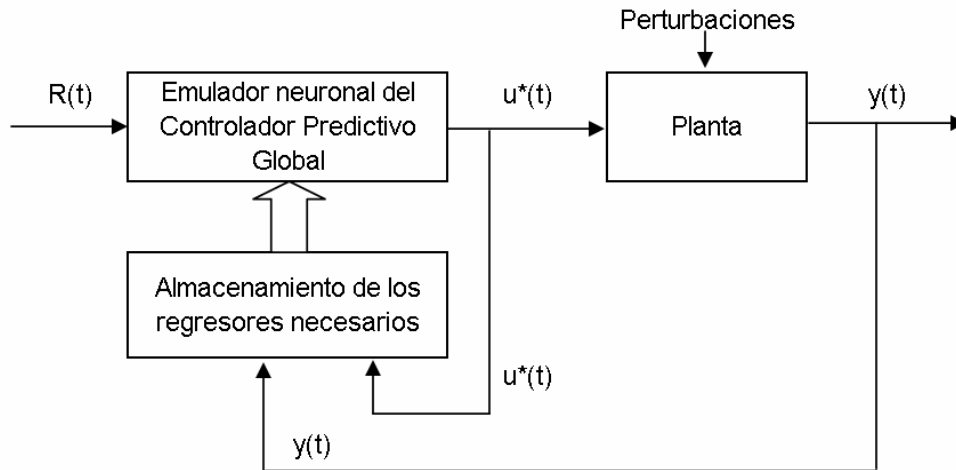 Perturbaciones
R(t)
Emulador neuronal del
Controlador Predictivo
Global
u*(t)
Planta
y(t)
Almacenamiento de los
regresores necesarios
u*(t)
y(t)